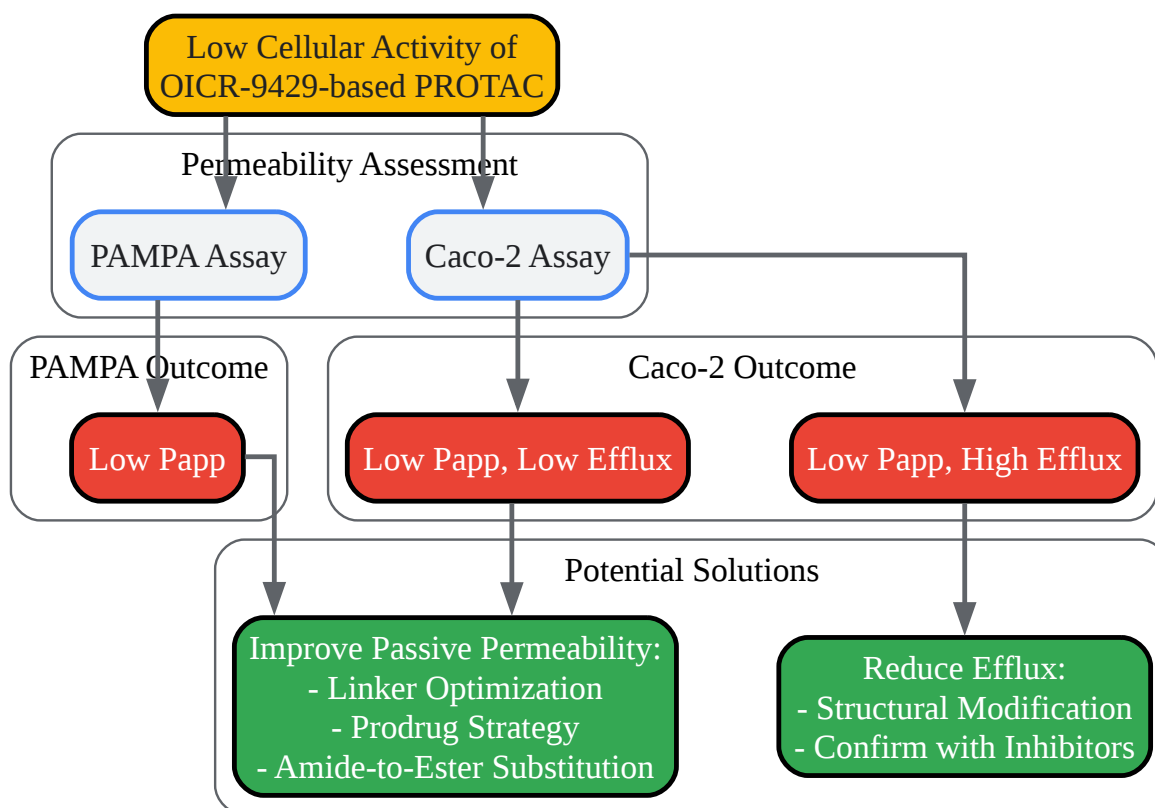 Low Cellular Activity of
OICR-9429-based PROTAC
Permeability Assessment
PAMPA Assay
Caco-2 Assay
PAMPA Outcome
Caco-2 Outcome
Low Papp
Low Papp, Low Efflux
Low Papp, High Efflux
Potential Solutions
Improve Passive Permeability:
- Linker Optimization
- Prodrug Strategy
- Amide-to-Ester Substitution
Reduce Efflux:
- Structural Modification
- Confirm with Inhibitors